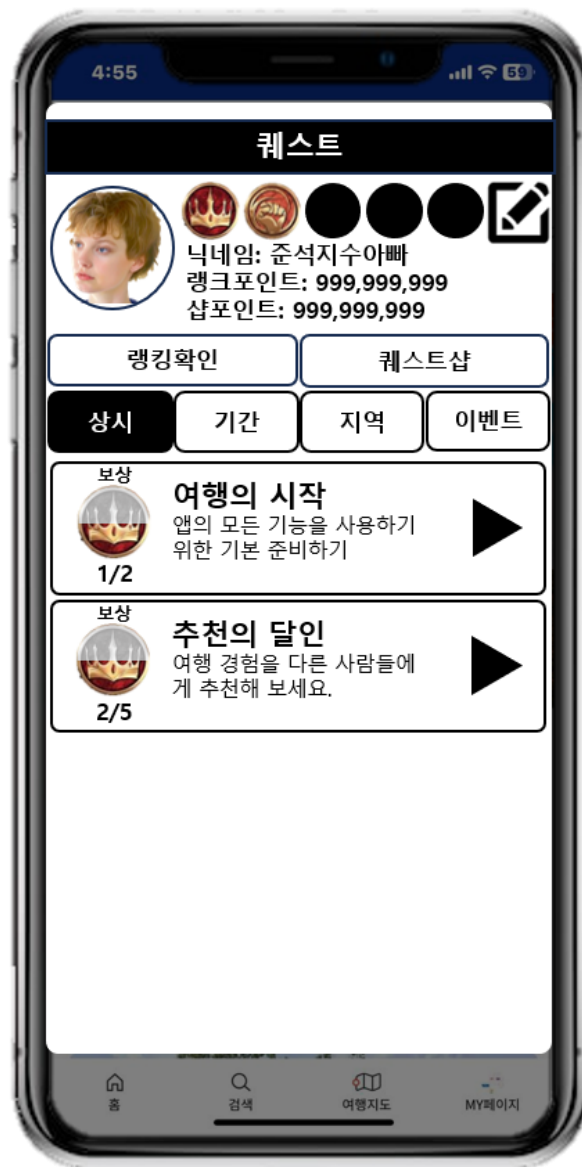 4:55
59
퀘스트
닉네임: 준석지수아빠
랭크포인트: 999,999,999
샵포인트: 999,999,999
랭킹확인
퀘스트샵
상시
기간
지역
이벤트
보상
여행의 시작
앱의 모든 기능을 사용하기
위한 기본 준비하기
1/2
보상
추천의 달인
여행 경험을 다른 사람들에
게 추천해 보세요.
2/5
홈
검색
여행지도
MY페이지